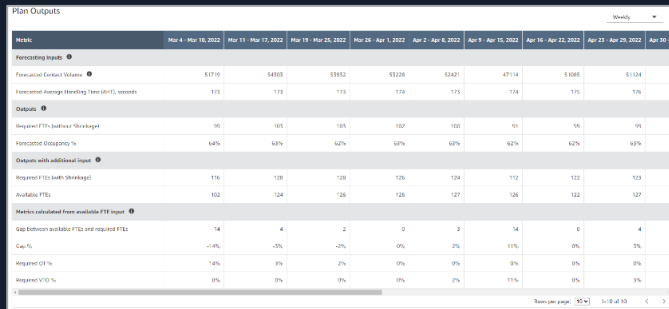 Plan Outputs
Weekly
Metric Mar 4 - Mar 10, 2022 Mar 11 - Mar 17, 2022 Mar 19 - Mar 25, 2022 Mar 26 - Apr 1, 2022 Apr 2 - Apr 8, 2022 Apr 9 - Apr 15, 2022 Apr 16 - Apr 22, 2022 Apr 23 - Apr 29, 2022 Apr 30 -
Forecasting Inputs
Forecasted Contact Volume 51719 54303 53932 53228 52421 47114 51085 51124
Forecasted Average Handling Time (AHT), seconds 173 173 173 174 173 174 175 176
Outputs
Required FTEs (without Shrinkage) 99 103 103 102 100 91 99 99
Forecasted Occupancy % 64% 63% 62% 63% 63% 62% 62% 63%
Outputs with additional input
Required FTEs (with Shrinkage) 116 128 128 126 124 112 122 123
Available FTEs 102 124 126 126 127 126 122 127
Metrics calculated from available FTE input
Gap between available FTEs and required FTEs 14 4 2 0 3 14 0 4
Gap % -14% -3% -2% 0% 2% 11% 0% 3%
Required OT % 14% 3% 2% 0% 0% 0% 0% 0%
Required VTO % 0% 0% 0% 0% 2% 11% 0% 3%
Rows per page: 10 1-10 of 10